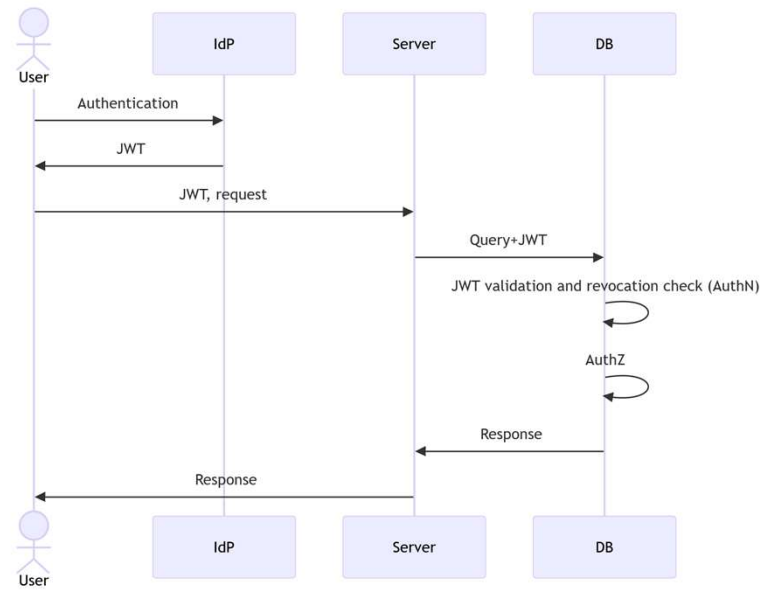 IdP
Server
DB
User
Authentication
JWT
JWT, request
Query+JWT
JWT validation and revocation check (AuthN)
AuthZ
Response
Response
IdP
Server
DB
User